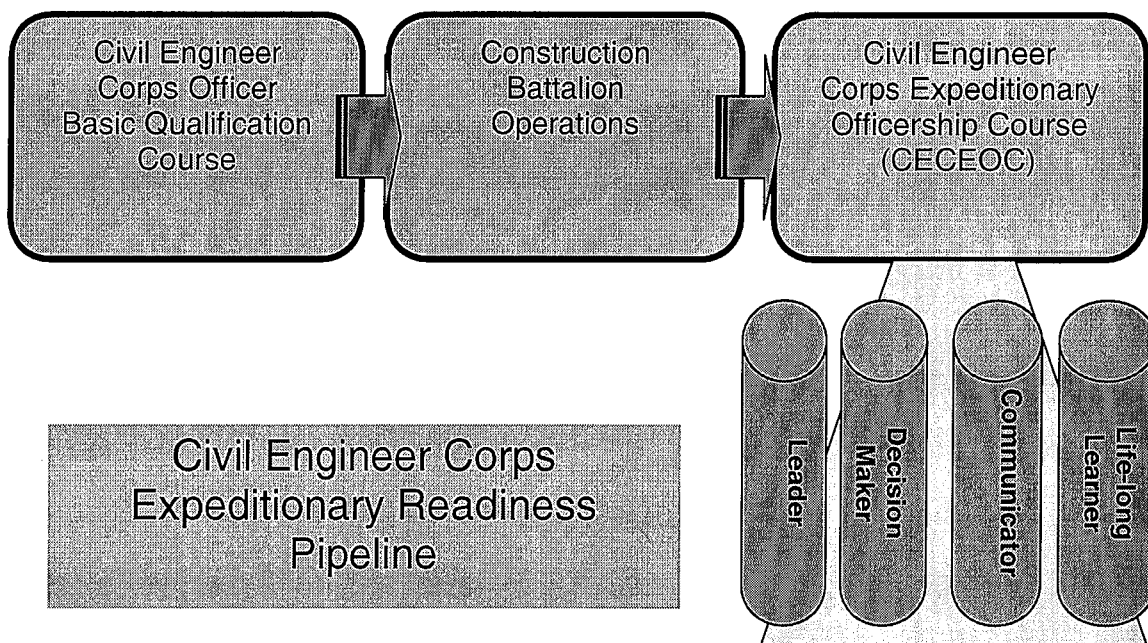 Civil Engineer
Corps Officer
Basic Qualification
Course
Construction
Battalion
Operations
Civil
Engineer
Corps Expeditionary
Officership Course
(CECEOC)
Leader
Decision
Maker
Communicator
Life-long
Learner
Civil Engineer Corps
Expeditionary Readiness
Pipeline